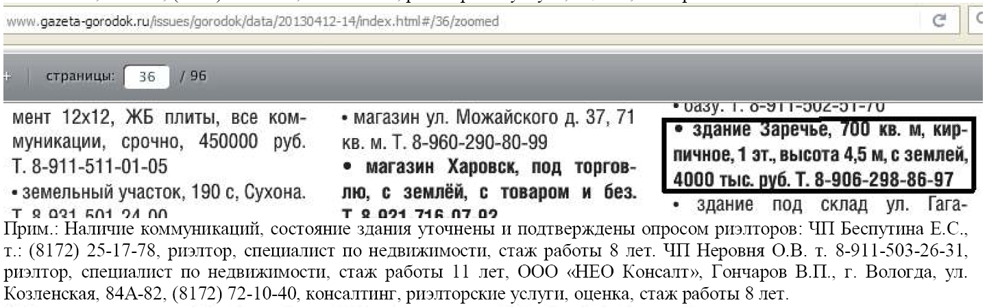 www.gazeta-gorodok.ru/issues/gorodok/data/20130412-14/index.html#/36/zoomed
страницы: 36 / 96
мент 12х12, ЖБ плиты, все ком-
муникации, срочно, 450000 руб.
Т. 8-911-511-01-05
• земельный участок, 190 с, Сухона.
Т. 8 931 501 24 00
• магазин ул. Можайского д. 37, 71
кв. м. Т. 8-960-290-80-99
• магазин Харовск, под торгов-
лю, с землёй, с товаром и без.
Т. 8 921 716 07 92
• базу. Т. 8-911-502-51-70
• здание Заречье, 700 кв. м, кир-
пичное, 1 эт., высота 4,5 м, с землей,
4000 тыс. руб. Т. 8-906-298-86-97
• здание под склад ул. Гага-
Прим.: Наличие коммуникаций, состояние здания уточнены и подтверждены опросом риэлторов: ЧП Беспутина Е.С.,
т.: (8172) 25-17-78, риэлтор, специалист по недвижимости, стаж работы 8 лет. ЧП Неровня О.В. т. 8-911-503-26-31,
риэлтор, специалист по недвижимости, стаж работы 11 лет, ООО «НЕО Консалт», Гончаров В.П., г. Вологда, ул.
Козленская, 84А-82, (8172) 72-10-40, консалтинг, риэлторские услуги, оценка, стаж работы 8 лет.